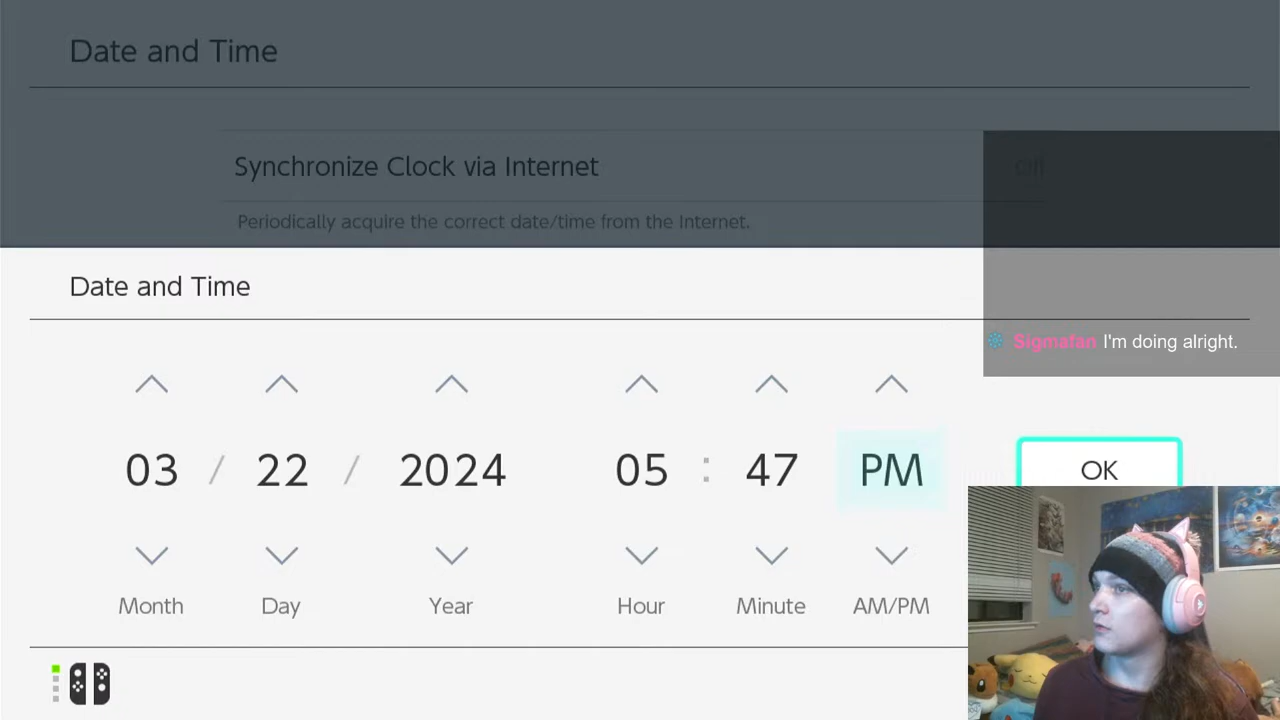 Date and Time
Synchronize Clock via Internet
Periodically acquire the correct date/time from the Internet.
Date and Time
Sigmafan I'm doing alright.
03 / 22 / 2024 05 : 47 PM OK
Month Day Year Hour Minute AM/PM